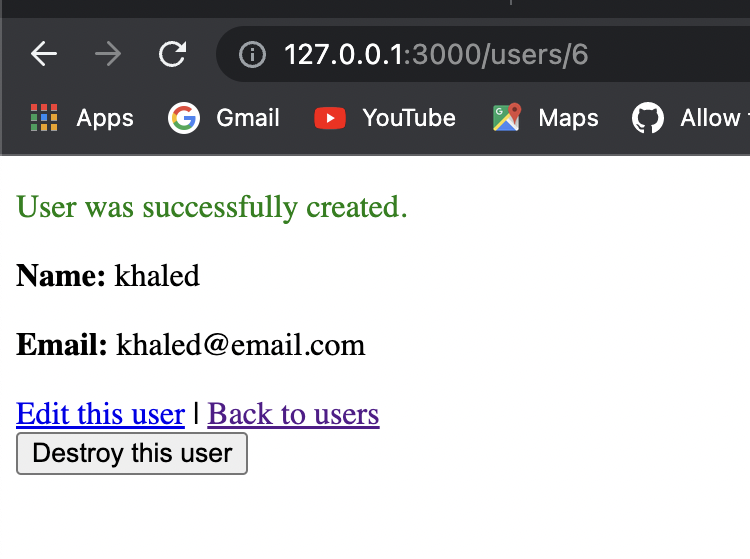 127.0.0.1:3000/users/6
Apps Gmail YouTube Maps Allow
User was successfully created.
Name: khaled
Email: khaled@email.com
Edit this user | Back to users
Destroy this user